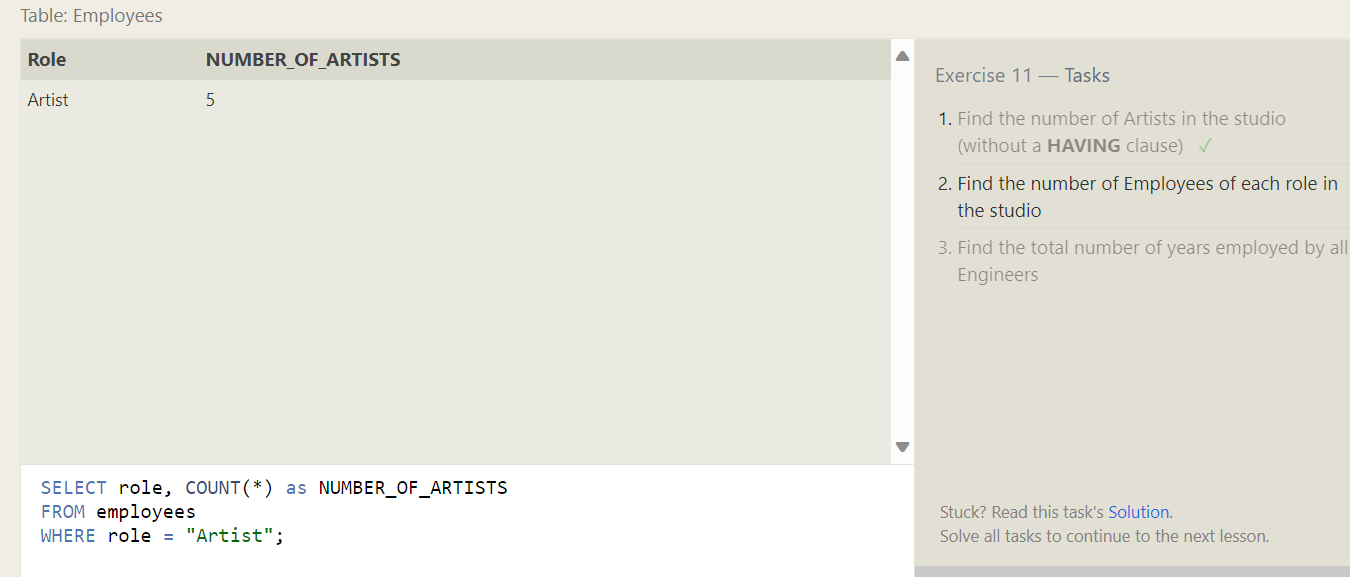 Table: Employees
Role NUMBER_OF_ARTISTS
Artist 5
SELECT role, COUNT(*) as NUMBER_OF_ARTISTS
FROM employees
WHERE role = "Artist";
Exercise 11 — Tasks
1. Find the number of Artists in the studio
(without a HAVING clause) ✓
2. Find the number of Employees of each role in
the studio
3. Find the total number of years employed by all
Engineers
Stuck? Read this task's Solution.
Solve all tasks to continue to the next lesson.